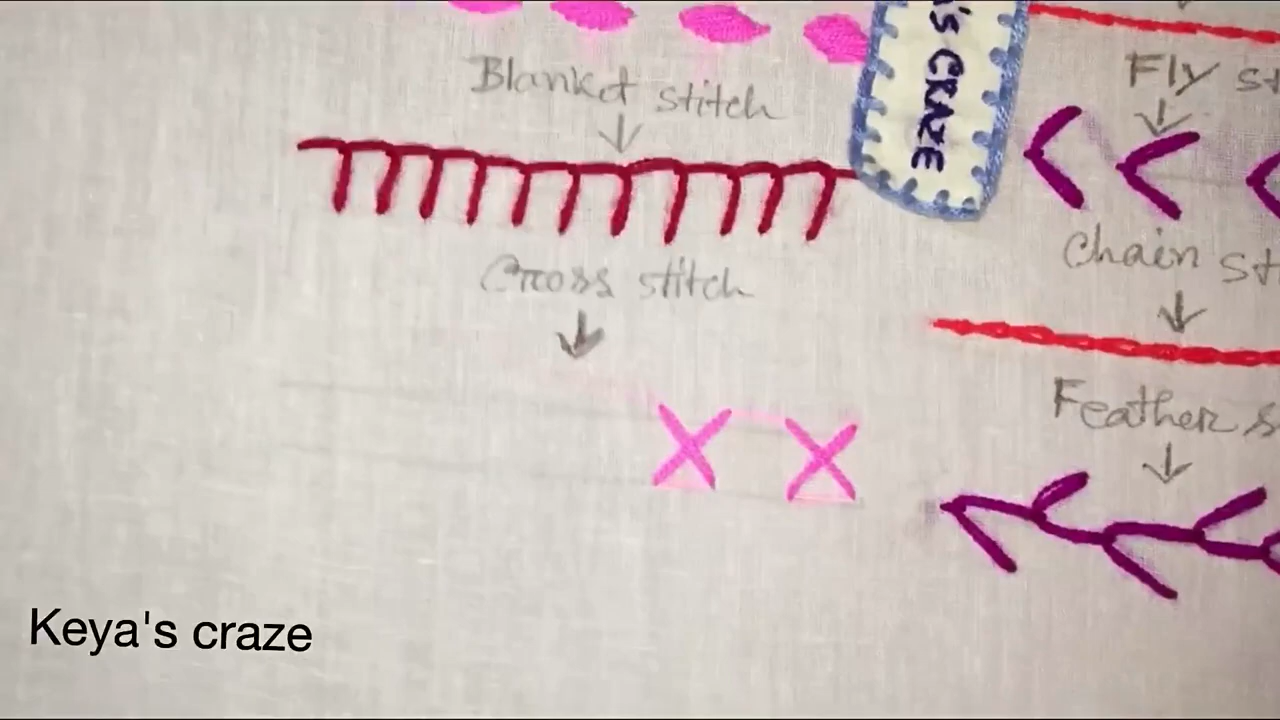 Blanket stitch
's CRAZE
Fly st
Cross stitch
Chain st
Feather s
Keya's craze